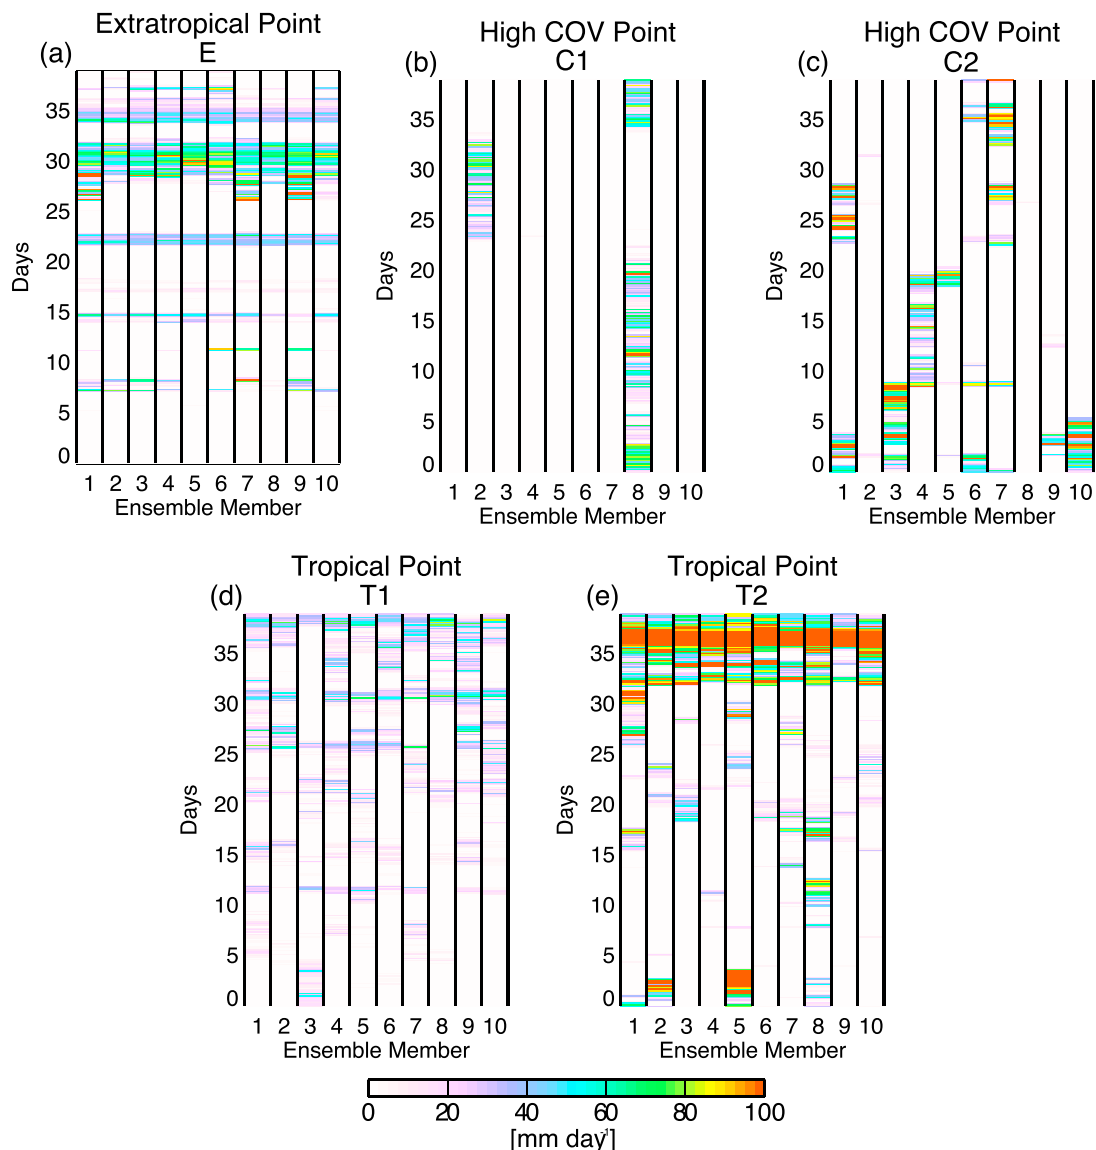 Extratropical Point
(a) E
Days
35
30
25
20
15
10
5
0
1 2 3 4 5 6 7 8 9 10
Ensemble Member
High COV Point
(b) C1
Days
35
30
25
20
15
10
5
0
1 2 3 4 5 6 7 8 9 10
Ensemble Member
High COV Point
(c) C2
Days
35
30
25
20
15
10
5
0
1 2 3 4 5 6 7 8 9 10
Ensemble Member
Tropical Point
(d) T1
Days
35
30
25
20
15
10
5
0
1 2 3 4 5 6 7 8 9 10
Ensemble Member
Tropical Point
(e) T2
Days
35
30
25
20
15
10
5
0
1 2 3 4 5 6 7 8 9 10
Ensemble Member
0 20 40 60 80 100
[mm day⁻¹]